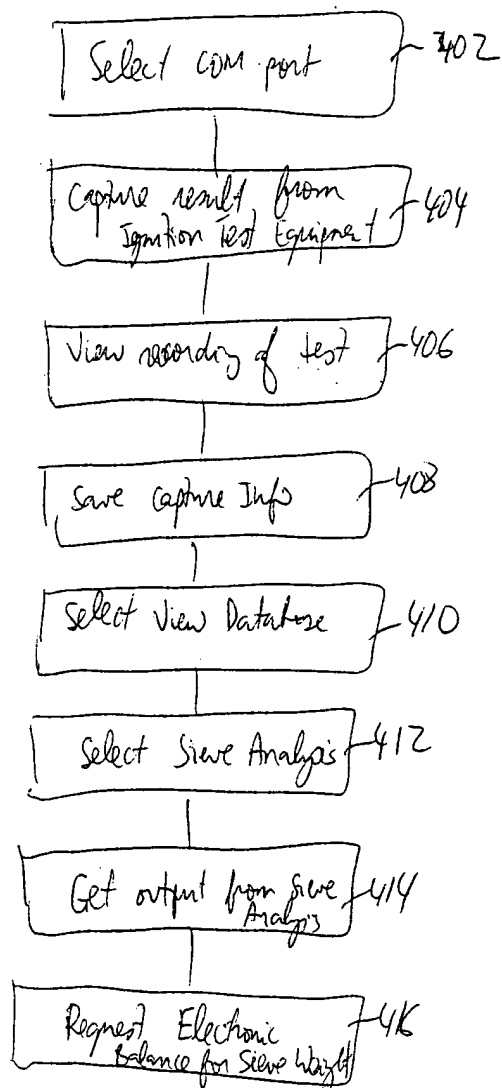 Select COM port
402
Capture result from
Ignition Test Equipment
404
View recording of test
406
Save Capture Info
408
Select View Database
410
Select Sieve Analysis
412
Get output from Sieve
Analysis
414
Request Electronic
Balance for Sieve Weight
416